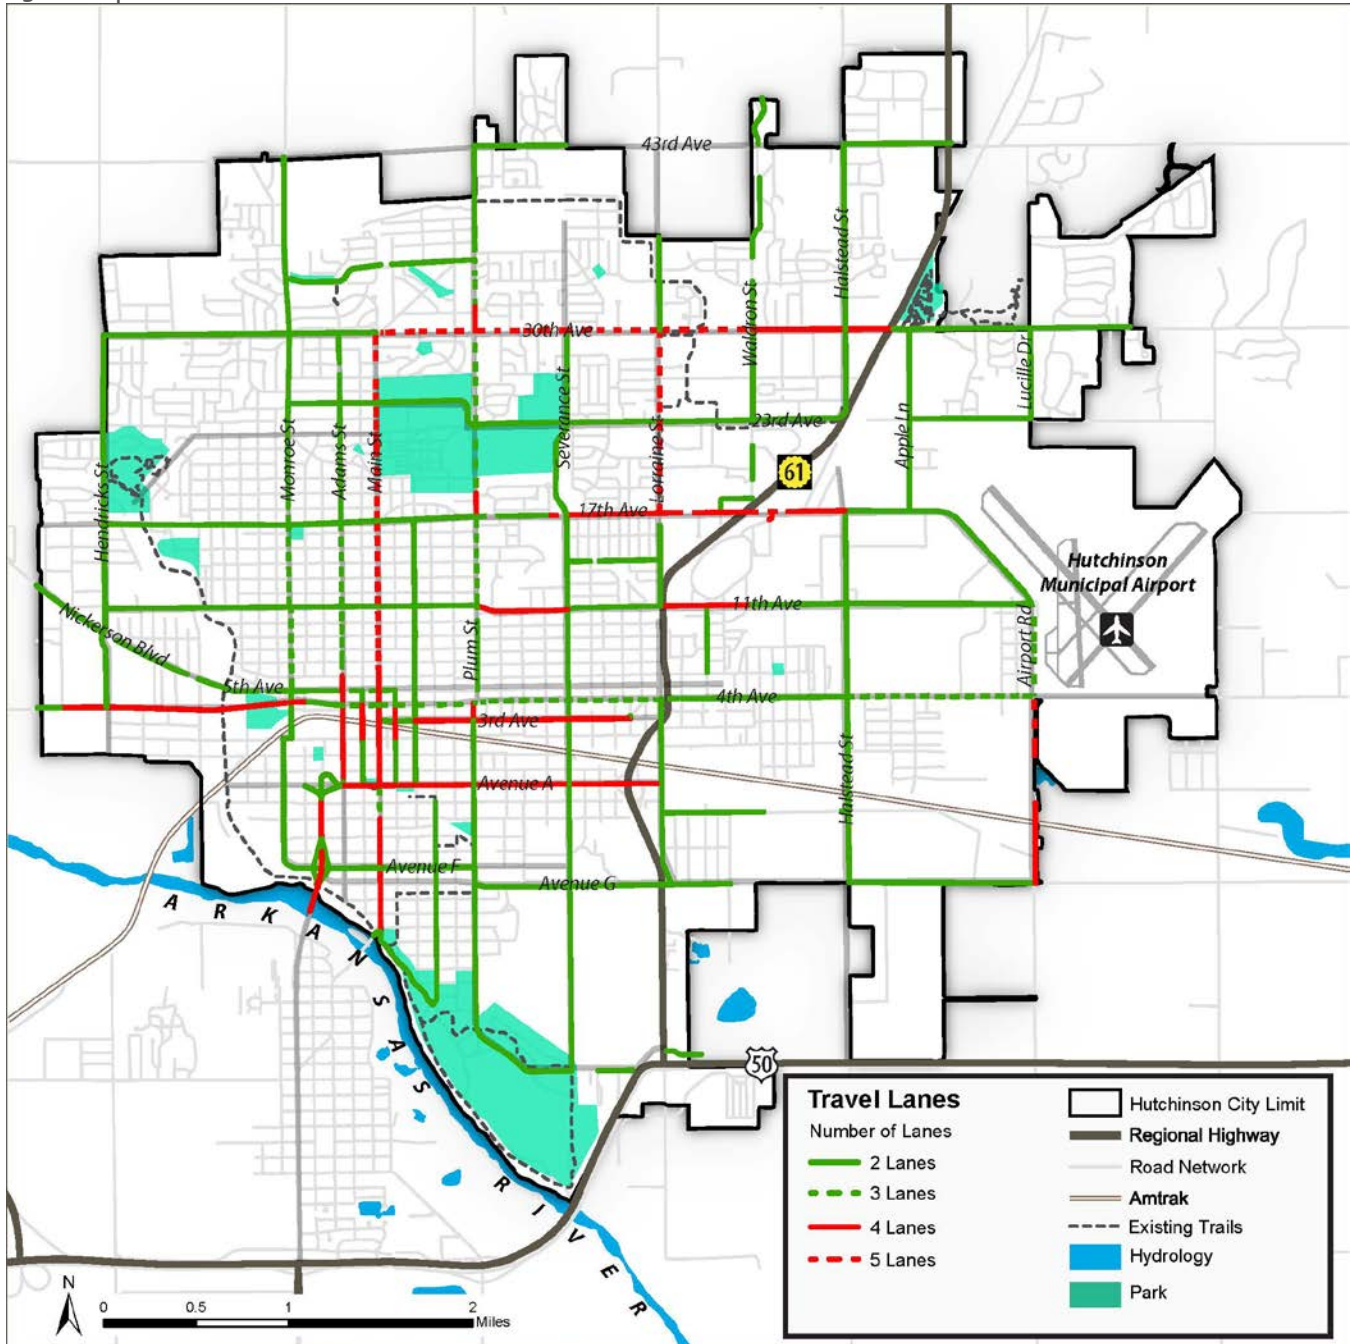 43rd Ave
Halstead St
30th Ave
Waldron St
Lucille Dr
Severance St
23rd Ave
Apple Ln
Monroe St
Adams St
Main St
Lorraine St
61
Hendricks St
17th Ave
Hutchinson
Municipal Airport
11th Ave
Nickerson Blvd
Plum St
Airport Rd
5th Ave
4th Ave
3rd Ave
Avenue A
Halstead St
Avenue F
Avenue G
ARKANSAS RIVER
50
Travel Lanes
Number of Lanes
2 Lanes
3 Lanes
4 Lanes
5 Lanes
Hutchinson City Limit
Regional Highway
Road Network
Amtrak
Existing Trails
Hydrology
Park
N
0 0.5 1 2
Miles